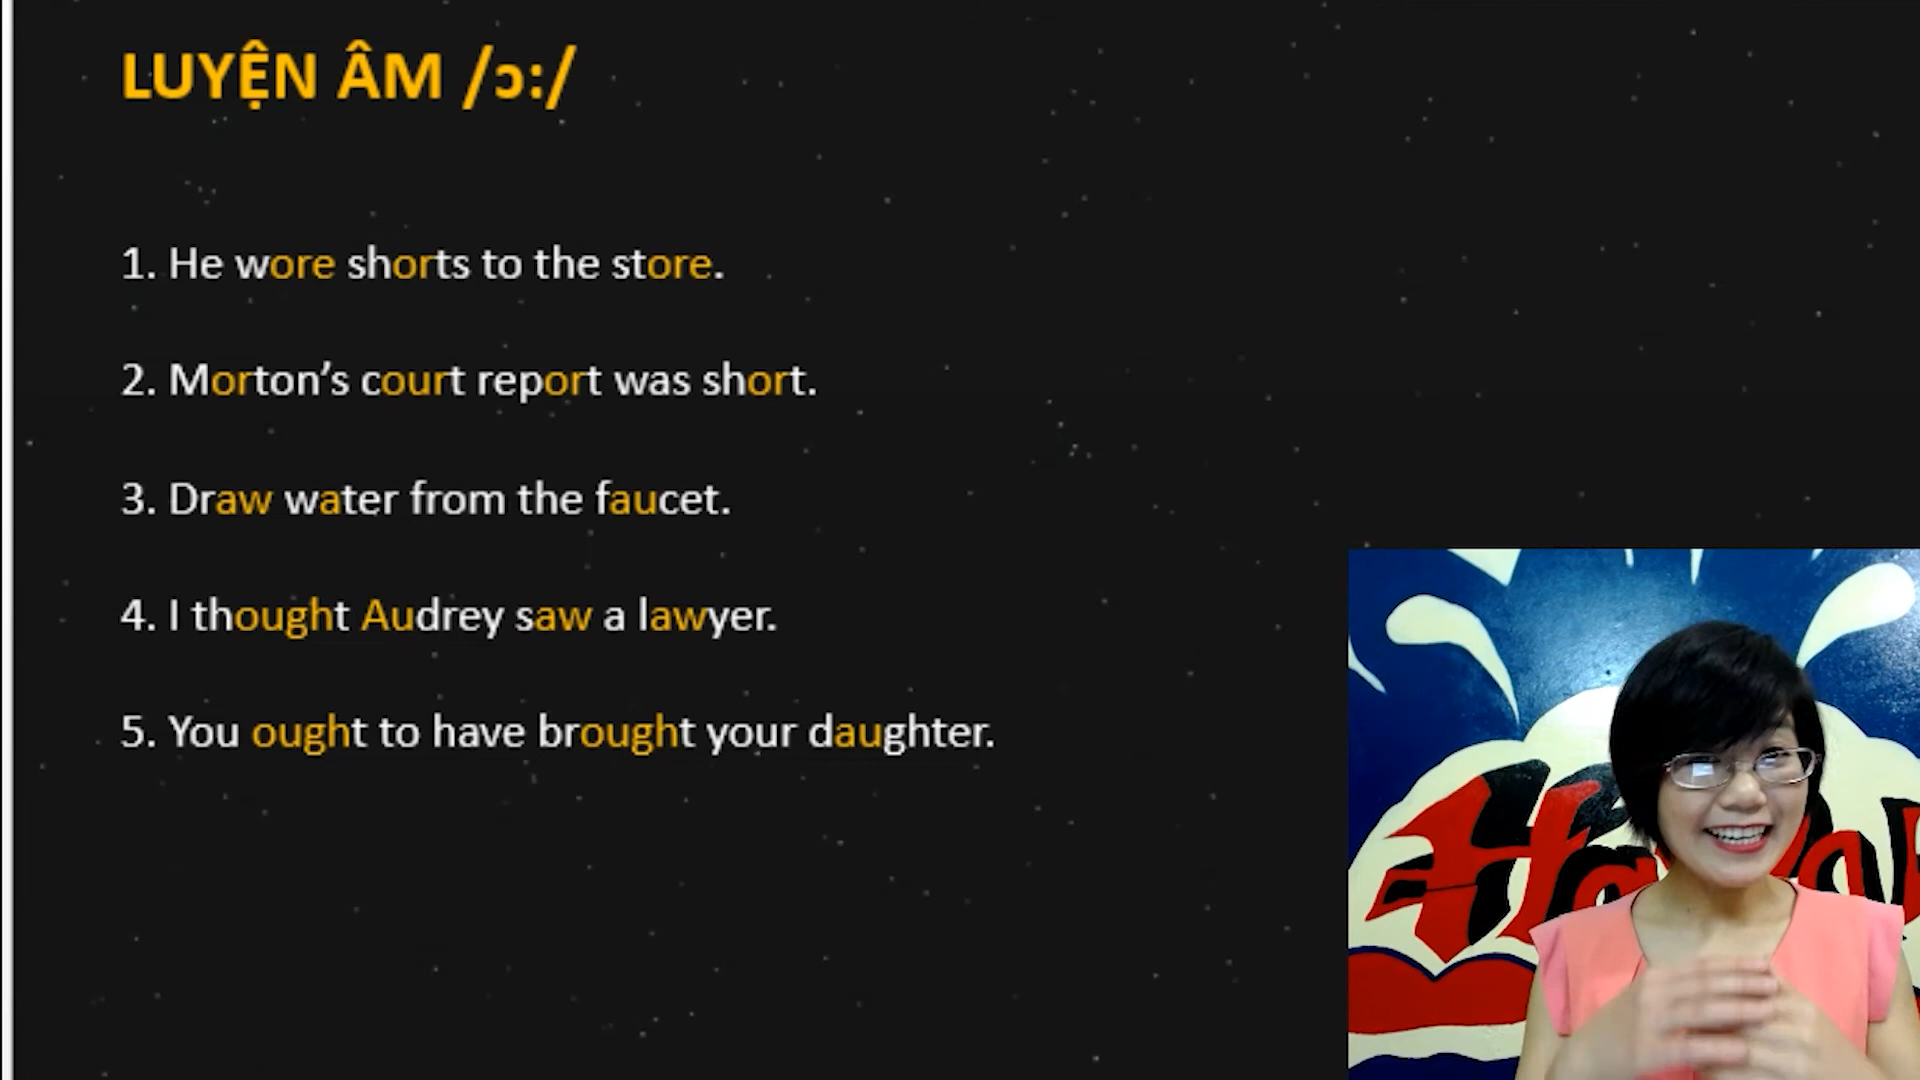 LUYỆN ÂM /ɔ:/
1. He wore shorts to the store.
2. Morton’s court report was short.
3. Draw water from the faucet.
4. I thought Audrey saw a lawyer.
5. You ought to have brought your daughter.